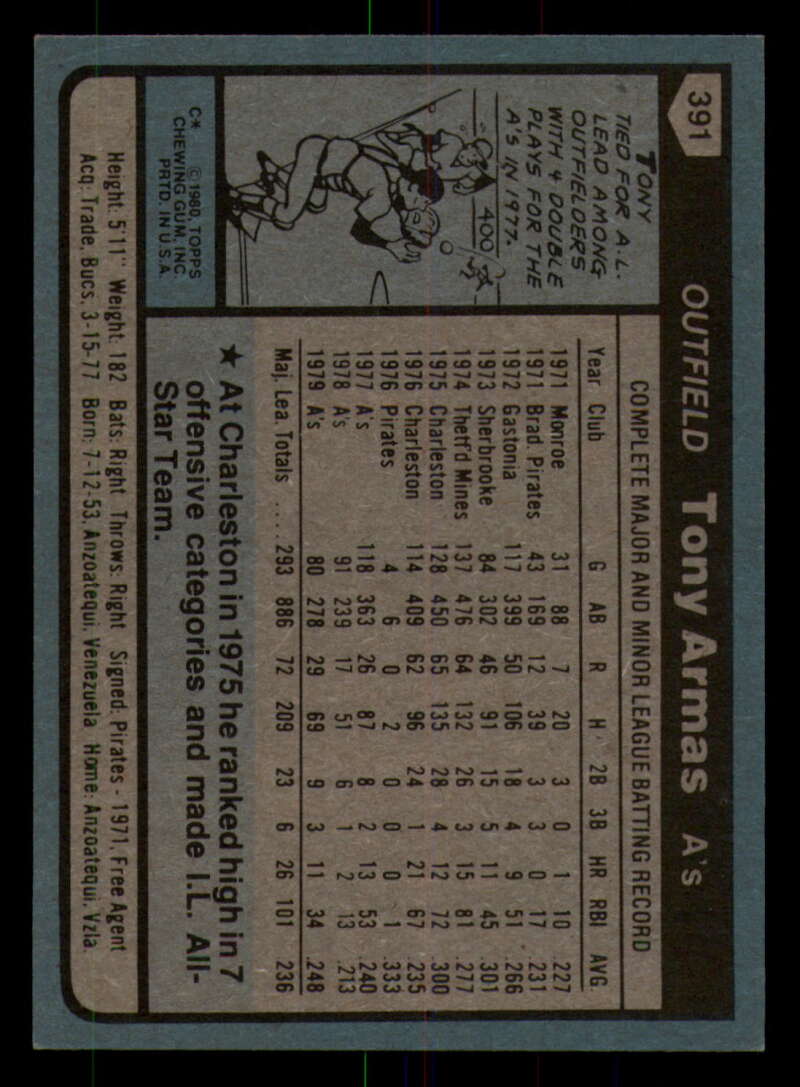 391
OUTFIELD Tony Armas A's
TONY
TIED FOR A.L.
LEAD AMONG
OUTFIELDERS
WITH 4 DOUBLE
PLAYS FOR THE
A'S IN 1977.
400
C* ©1980, TOPPS
CHEWING GUM, INC.
PRTD. IN U.S.A.
COMPLETE MAJOR AND MINOR LEAGUE BATTING RECORD
Year Club G AB R H 2B 3B HR RBI AVG.
1971 Monroe 31 88 7 20 3 0 1 10 .227
1971 Brad. Pirates 43 169 12 39 3 3 0 17 .231
1972 Gastonia 117 399 50 106 18 4 9 51 .266
1973 Sherbrooke 84 302 46 91 15 5 11 45 .301
1974 Thetf'd Mines 137 476 64 132 26 3 15 81 .277
1975 Charleston 128 450 65 135 28 4 12 72 .300
1976 Charleston 114 409 62 96 24 1 21 67 .235
1976 Pirates 4 6 0 2 0 0 0 1 .333
1977 A's 118 363 26 87 8 2 13 53 .240
1978 A's 91 239 17 51 6 1 2 13 .213
1979 A's 80 278 29 69 9 3 11 34 .248
Maj. Lea. Totals .... 293 886 72 209 23 6 26 101 .236
★ At Charleston in 1975 he ranked high in 7
offensive categories and made I.L. All-
Star Team.
Height: 5'11" Weight: 182 Bats: Right Throws: Right Signed: Pirates - 1971, Free Agent
Acq: Trade, Bucs, 3-15-77 Born: 7-12-53, Anzoatequi, Venezuela Home: Anzoatequi, Vzla.